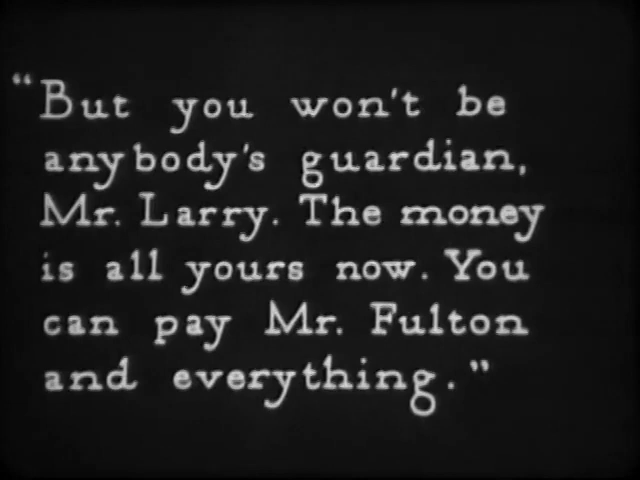 “But you won't be
anybody's guardian,
Mr. Larry. The money
is all yours now. You
can pay Mr. Fulton
and everything.”